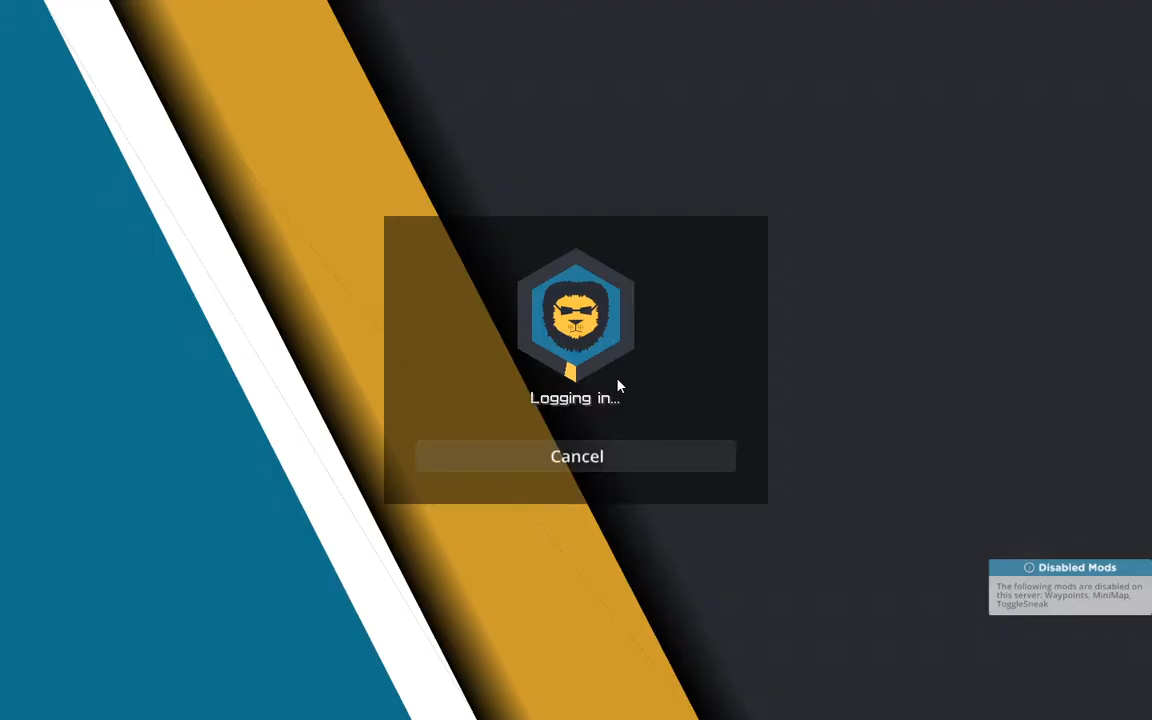 Logging in...
Cancel
Disabled Mods
The following mods are disabled on
this server: Waypoints, MiniMap,
ToggleSneak